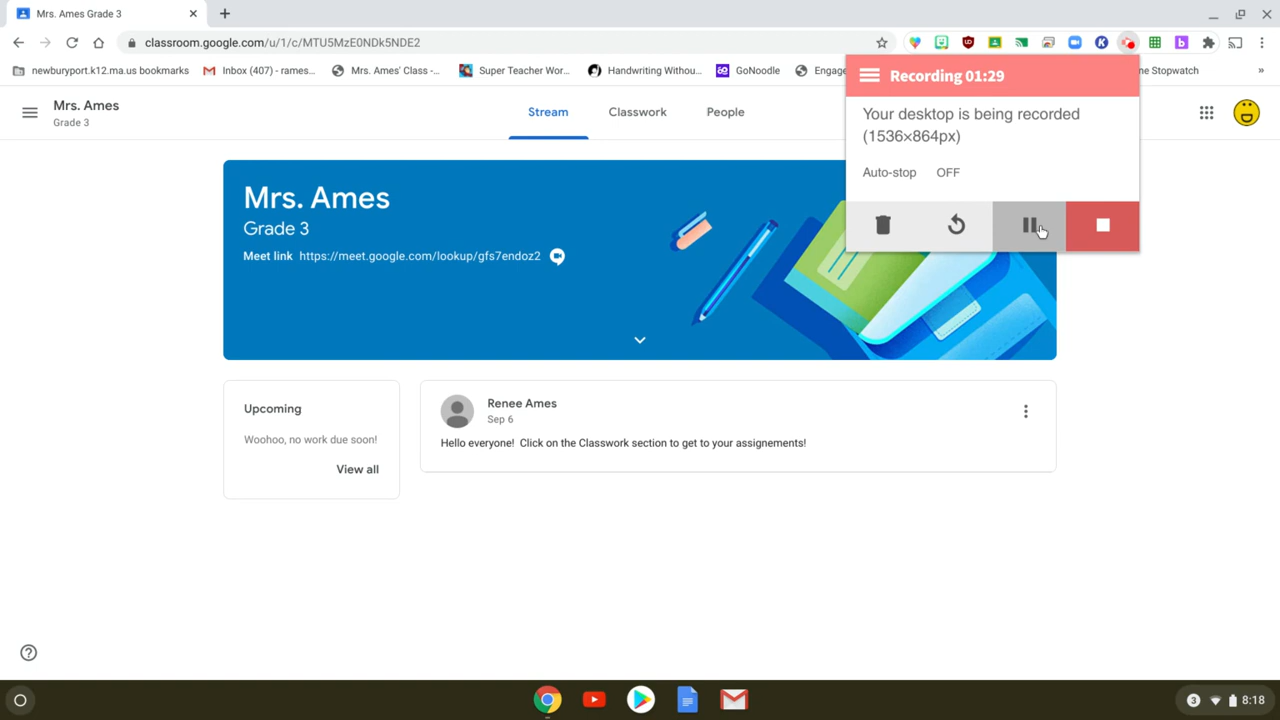 Mrs. Ames Grade 3
classroom.google.com/u/1/c/MTU5MzE0NDk5NDE2
newburyport.k12.ma.us bookmarks
Inbox (407) - rames...
Mrs. Ames' Class -...
Super Teacher Wor...
Handwriting Withou...
GoNoodle
Engage
ne Stopwatch
»
Recording 01:29
Your desktop is being recorded
(1536×864px)
Auto-stop OFF
Mrs. Ames
Grade 3
Stream
Classwork
People
Mrs. Ames
Grade 3
Meet link https://meet.google.com/lookup/gfs7endoz2
Upcoming
Woohoo, no work due soon!
View all
Renee Ames
Sep 6
Hello everyone! Click on the Classwork section to get to your assignements!
3
8:18